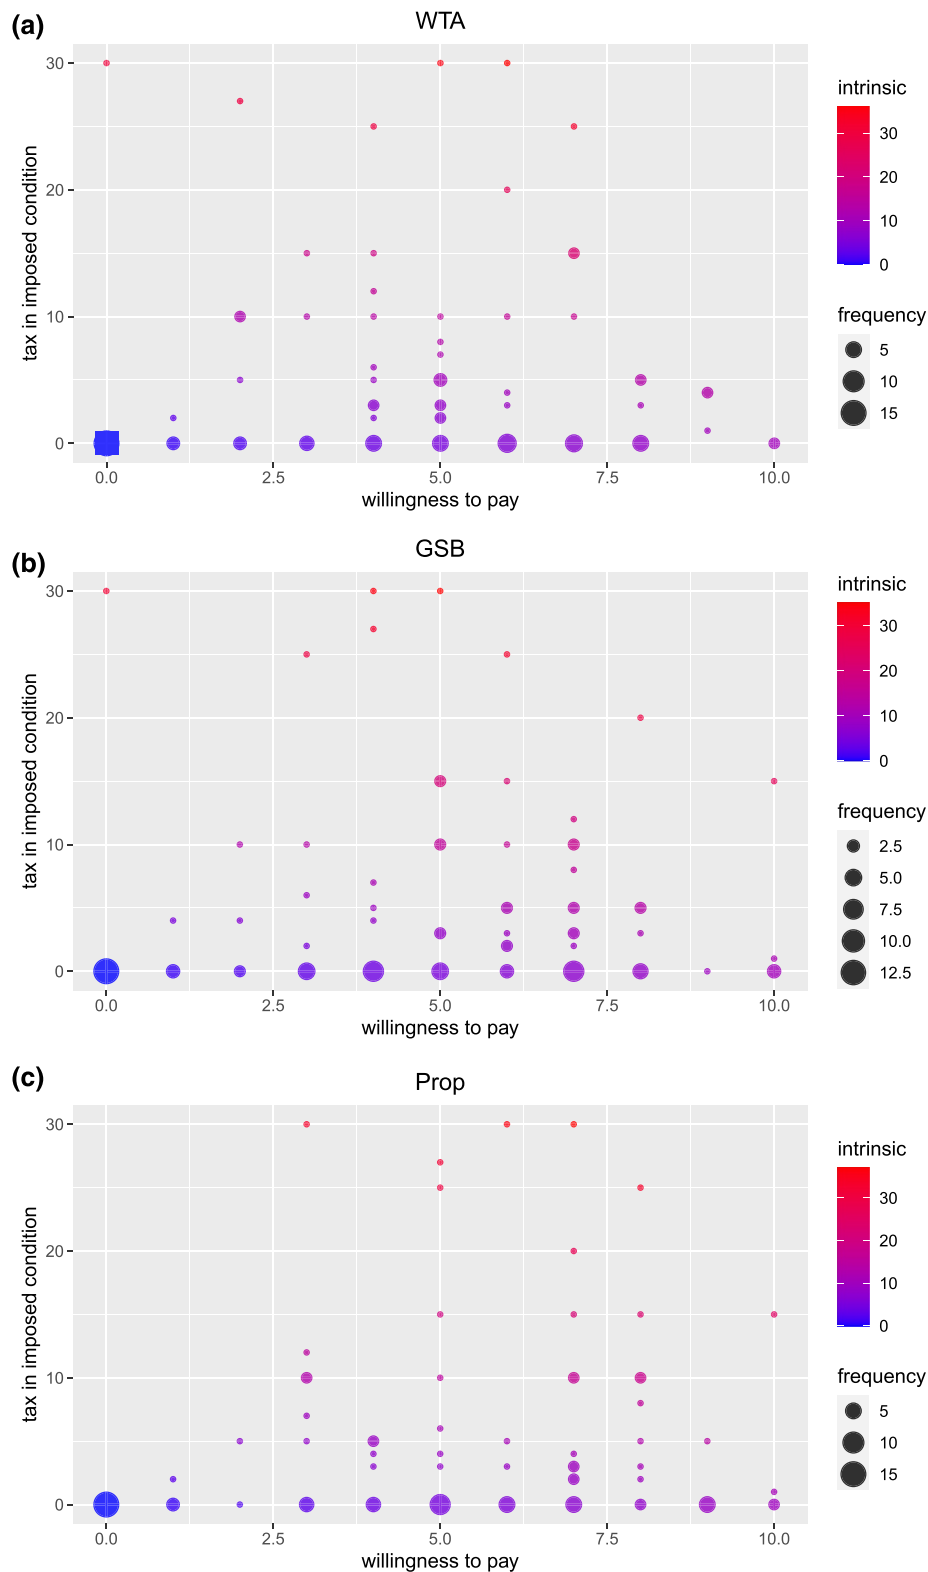 (a)
WTA
30
20
10
0
tax in imposed condition
0.0 2.5 5.0 7.5 10.0
willingness to pay
intrinsic
30
20
10
0
frequency
5
10
15
(b)
GSB
30
20
10
0
tax in imposed condition
0.0 2.5 5.0 7.5 10.0
willingness to pay
intrinsic
30
20
10
0
frequency
2.5
5.0
7.5
10.0
12.5
(c)
Prop
30
20
10
0
tax in imposed condition
0.0 2.5 5.0 7.5 10.0
willingness to pay
intrinsic
30
20
10
0
frequency
5
10
15